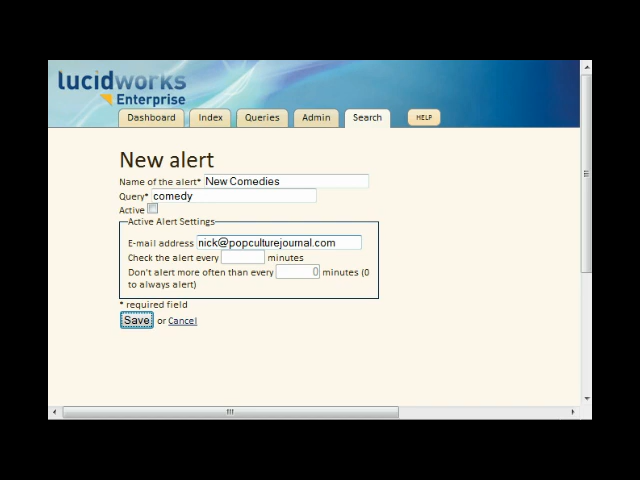 lucidworks
Enterprise
Dashboard Index Queries Admin Search HELP
New alert
Name of the alert* New Comedies
Query* comedy
Active
Active Alert Settings
E-mail address nick@popculturejournal.com
Check the alert every minutes
Don't alert more often than every 0 minutes (0
to always alert)
* required field
Save or Cancel